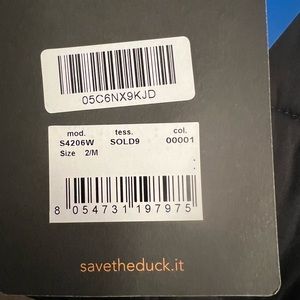 05C6NX9KJD
mod. tess. col.
S4206W SOLD9 00001
Size 2/M
8 054731 197975
savetheduck.it